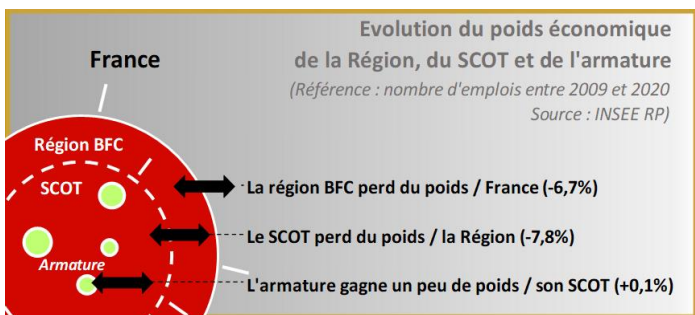 Evolution du poids économique
de la Région, du SCOT et de l'armature
(Référence : nombre d'emplois entre 2009 et 2020
Source : INSEE RP)
France
Région BFC
SCOT
Armature
La région BFC perd du poids / France (-6,7%)
Le SCOT perd du poids / la Région (-7,8%)
L'armature gagne un peu de poids / son SCOT (+0,1%)